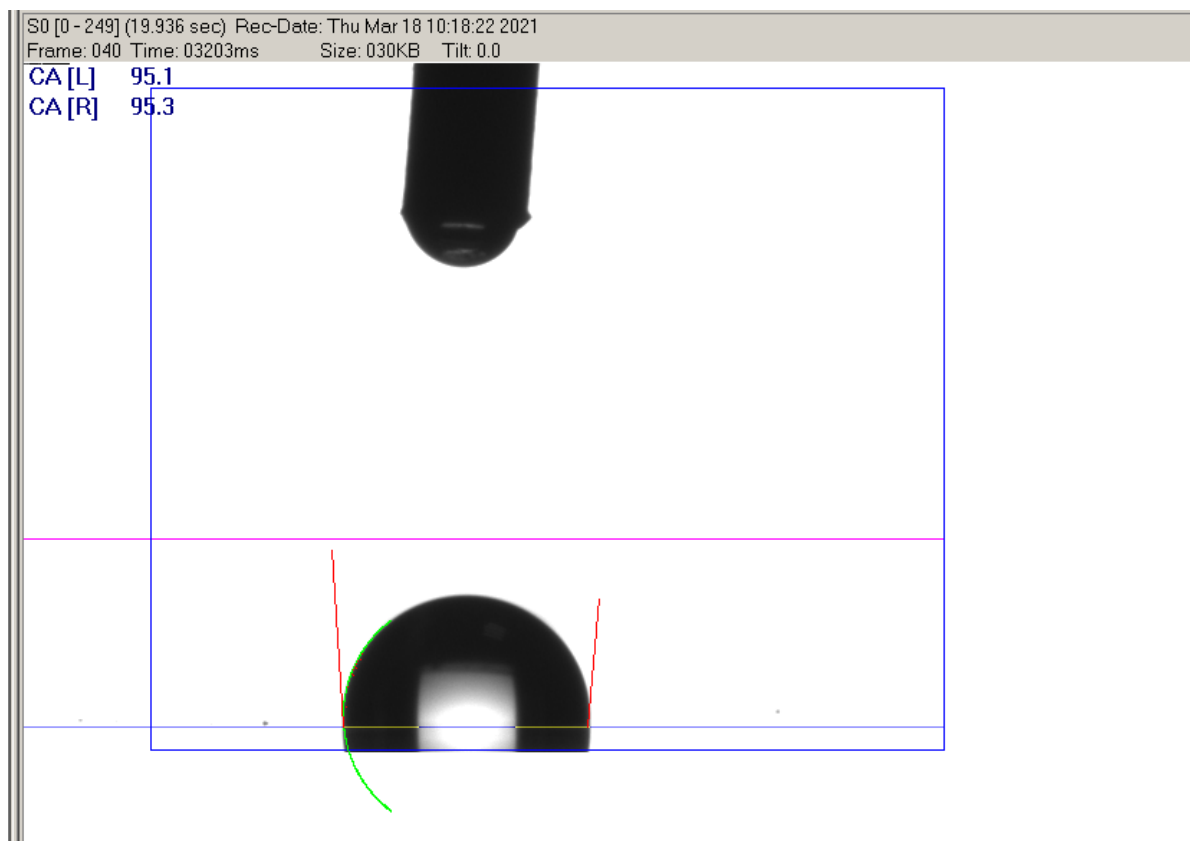 S0 [0 - 249] (19.936 sec) Rec-Date: Thu Mar 18 10:18:22 2021
Frame: 040 Time: 03203ms Size: 030KB Tilt: 0.0
CA [L] 95.1
CA [R] 95.3